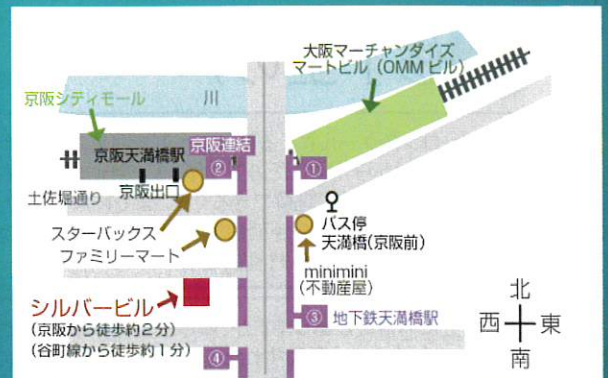 大阪マーチャンダイズ
マートビル（OMMビル）
京阪シティモール
川
京阪連結
京阪天満橋駅
②
①
京阪出口
土佐堀通り
バス停
天満橋(京阪前)
スターバックス
ファミリーマート
minimini
(不動産屋)
シルバービル
(京阪から徒歩約2分)
(谷町線から徒歩約1分)
③
地下鉄天満橋駅
④
北
西
東
南